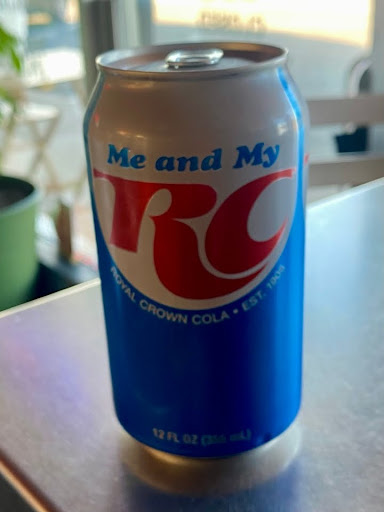 Me and My
RC
ROYAL CROWN COLA • EST. 1905
12 FL OZ (355 mL)